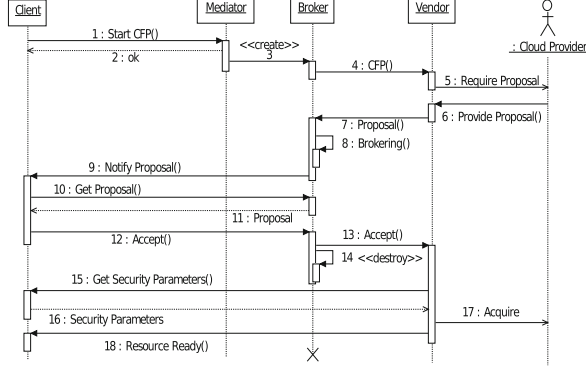 Client
Mediator
Broker
Vendor
: Cloud Provider
1 : Start CFP()
2 : ok
<<create>>
3
4 : CFP()
5 : Require Proposal
6 : Provide Proposal()
7 : Proposal()
8 : Brokering()
9 : Notify Proposal()
10 : Get Proposal()
11 : Proposal
12 : Accept()
13 : Accept()
14 <<destroy>>
15 : Get Security Parameters()
16 : Security Parameters
17 : Acquire
18 : Resource Ready()